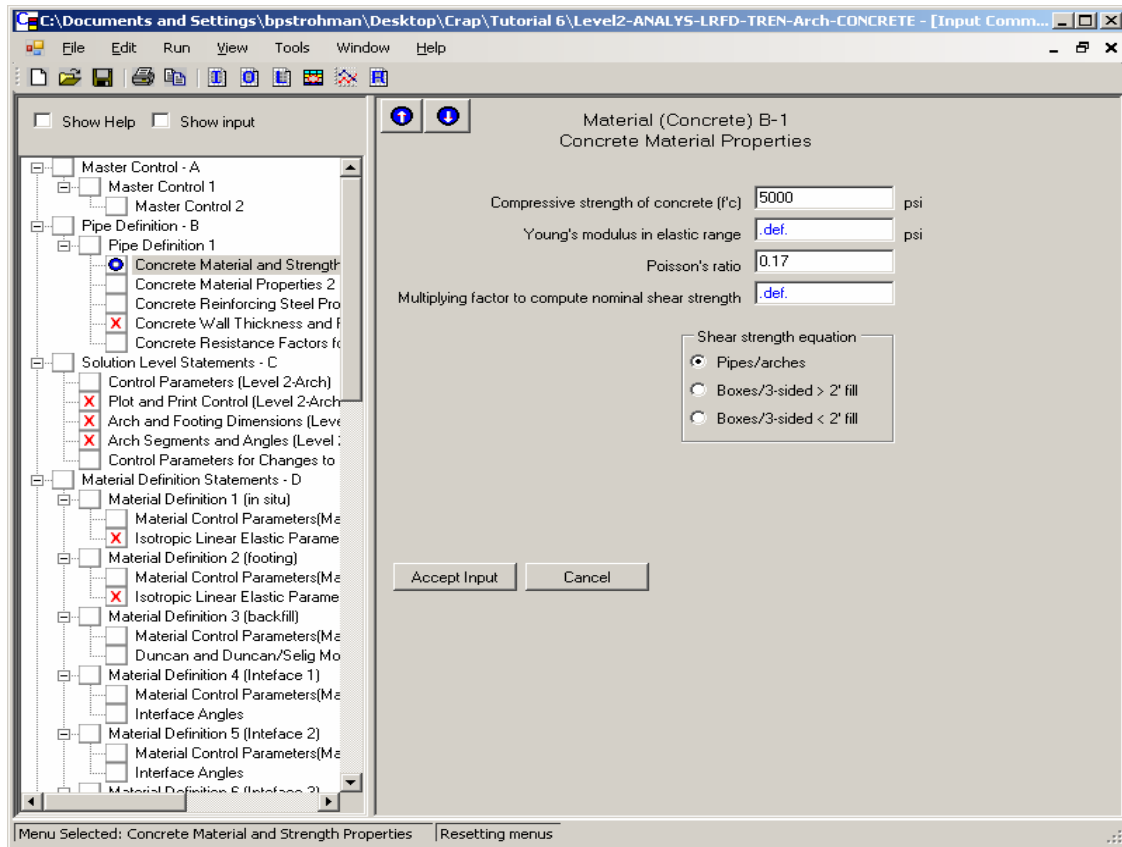 C:\Documents and Settings\bpstrohman\Desktop\Crap\Tutorial 6\Level2-ANALYS-LRFD-TREN-Arch-CONCRETE - [Input Comm...
File Edit Run View Tools Window Help
Show Help Show input
Master Control - A
Master Control 1
Master Control 2
Pipe Definition - B
Pipe Definition 1
Concrete Material and Strength
Concrete Material Properties 2
Concrete Reinforcing Steel Pro
Concrete Wall Thickness and
Concrete Resistance Factors fo
Solution Level Statements - C
Control Parameters (Level 2-Arch)
Plot and Print Control (Level 2-Arch
Arch and Footing Dimensions (Leve
Arch Segments and Angles (Level
Control Parameters for Changes to
Material Definition Statements - D
Material Definition 1 (in situ)
Material Control Parameters(Ma
Isotropic Linear Elastic Parame
Material Definition 2 (footing)
Material Control Parameters(Ma
Isotropic Linear Elastic Parame
Material Definition 3 (backfill)
Material Control Parameters(Ma
Duncan and Duncan/Selig Mo
Material Definition 4 (Inteface 1)
Material Control Parameters(Ma
Interface Angles
Material Definition 5 (Inteface 2)
Material Control Parameters(Ma
Interface Angles
Material Definition 6 (Inteface 3)
Material (Concrete) B-1
Concrete Material Properties
Compressive strength of concrete (f'c) 5000 psi
Young's modulus in elastic range .def. psi
Poisson's ratio 0.17
Multiplying factor to compute nominal shear strength .def.
Shear strength equation
Pipes/arches
Boxes/3-sided > 2' fill
Boxes/3-sided < 2' fill
Accept Input Cancel
Menu Selected: Concrete Material and Strength Properties Resetting menus